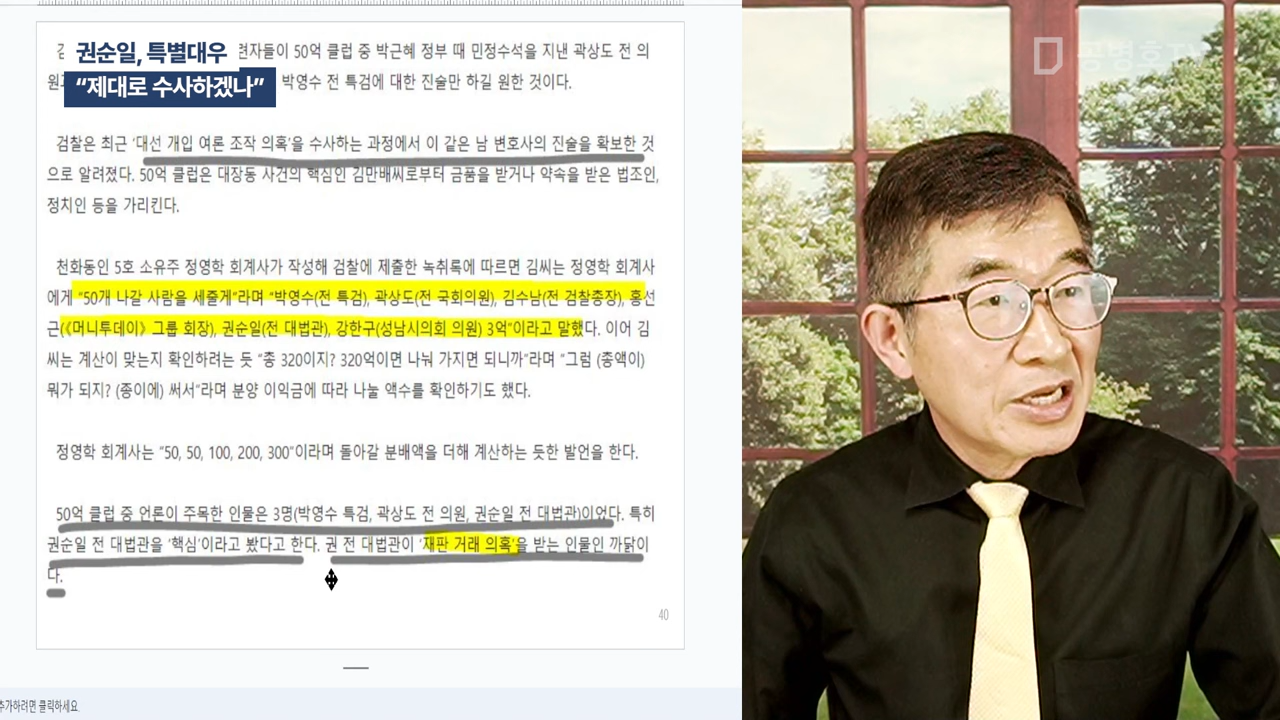 권순일, 특별대우
“제대로 수사하겠나”
공병호TV
련자들이 50억 클럽 중 박근혜 정부 때 민정수석을 지낸 곽상도 전 의
원과 박영수 전 특검에 대한 진술만 하길 원한 것이다.
검찰은 최근 ‘대선 개입 여론 조작 의혹’을 수사하는 과정에서 이 같은 남 변호사의 진술을 확보한 것
으로 알려졌다. 50억 클럽은 대장동 사건의 핵심인 김만배씨로부터 금품을 받거나 약속을 받은 법조인,
정치인 등을 가리킨다.
천화동인 5호 소유주 정영학 회계사가 작성해 검찰에 제출한 녹취록에 따르면 김씨는 정영학 회계사
에게 “50개 나갈 사람을 세줄게”라며 “박영수(전 특검), 곽상도(전 국회의원), 김수남(전 검찰총장), 홍선
근(《머니투데이》 그룹 회장), 권순일(전 대법관), 강한구(성남시의회 의원) 3억”이라고 말했다. 이어 김
씨는 계산이 맞는지 확인하려는 듯 “총 320이지? 320억이면 나눠 가지면 되니까”라며 “그럼 (총액이)
뭐가 되지? (종이에) 써서”라며 분양 이익금에 따라 나눌 액수를 확인하기도 했다.
정영학 회계사는 “50, 50, 100, 200, 300”이라며 돌아갈 분배액을 더해 계산하는 듯한 발언을 한다.
50억 클럽 중 언론이 주목한 인물은 3명(박영수 특검, 곽상도 전 의원, 권순일 전 대법관)이었다. 특히
권순일 전 대법관을 ‘핵심’이라고 봤다고 한다. 권 전 대법관이 ‘재판 거래 의혹’을 받는 인물인 까닭이
다.
40
추가하려면 클릭하세요